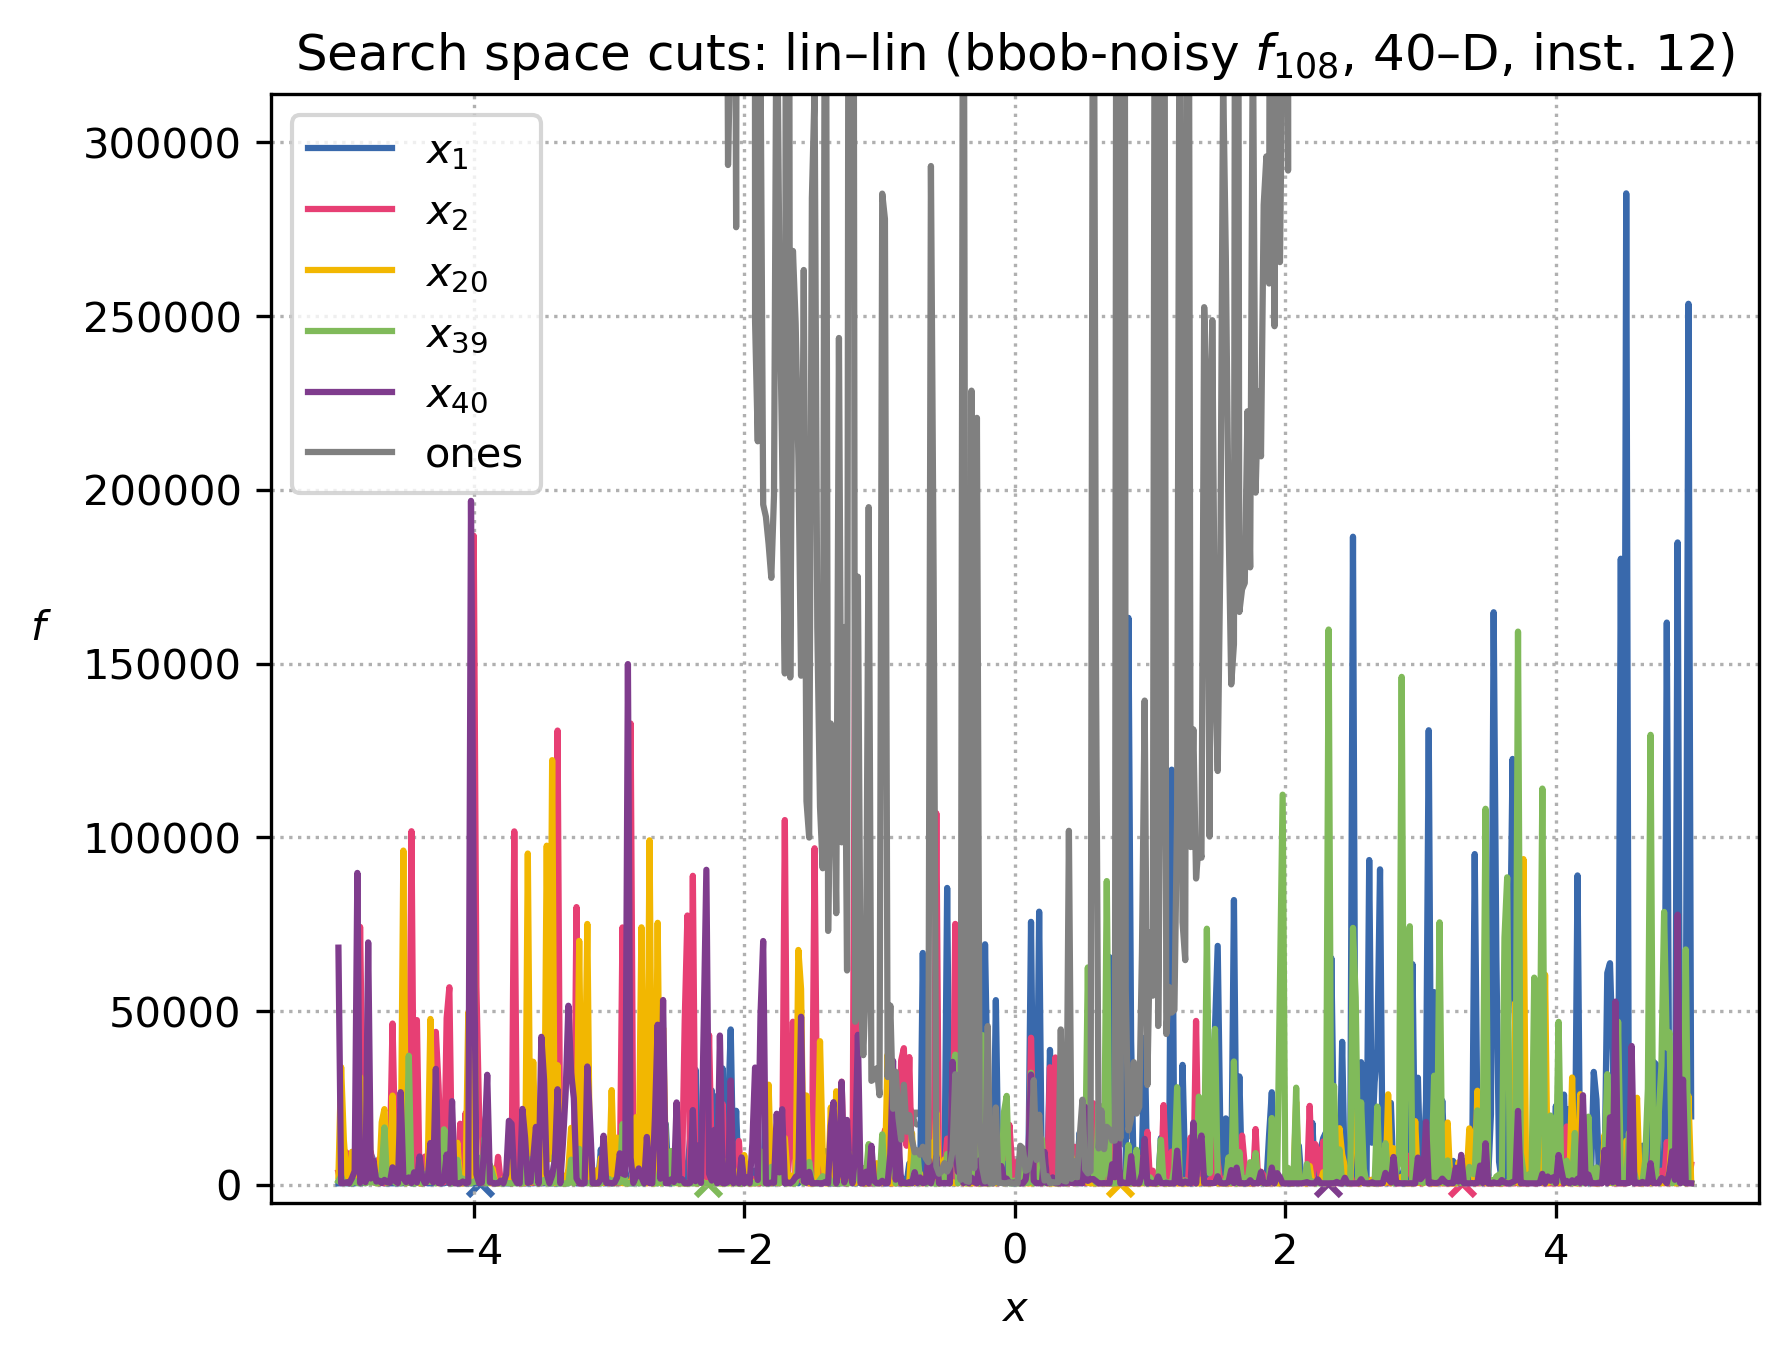 Search space cuts: lin–lin (bbob-noisy f₁₀₈, 40–D, inst. 12)
300000
250000
200000
150000
100000
50000
0
f
x₁
x₂
x₂₀
x₃₉
x₄₀
ones
−4 −2 0 2 4
x